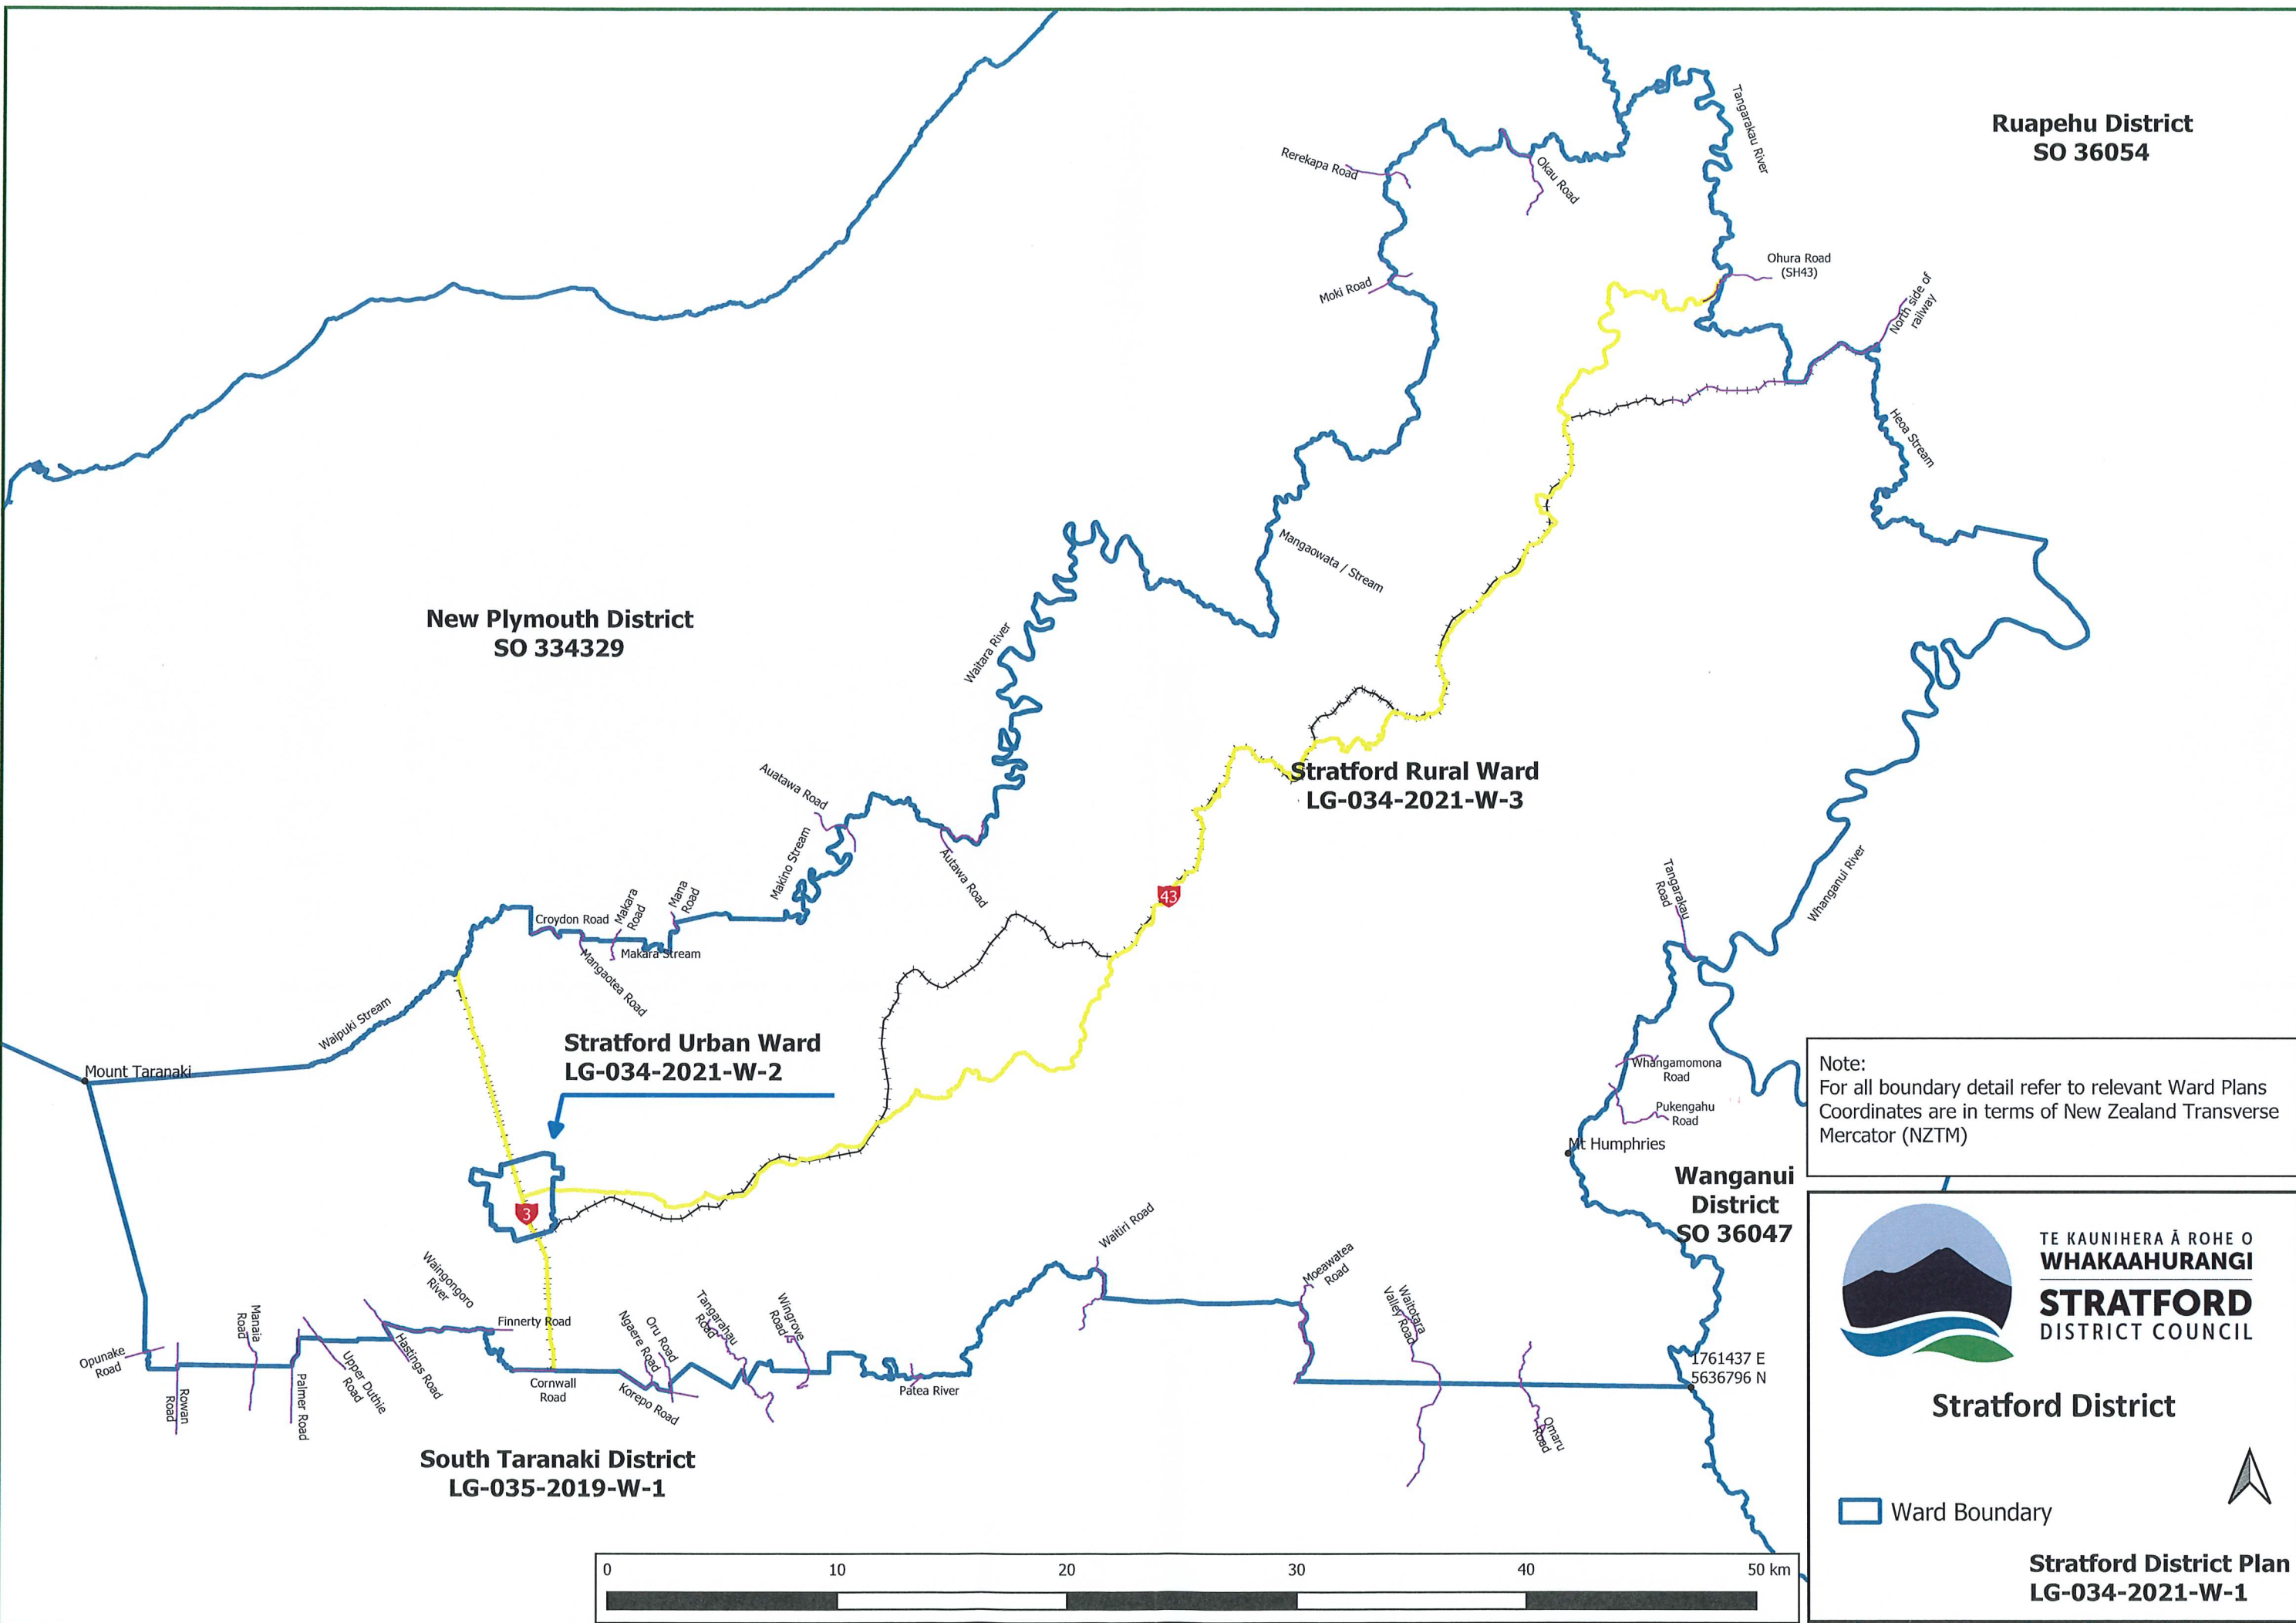 Ruapehu District
SO 36054
Tangarakau River
Rerekapa Road
Okau Road
Ohura Road
(SH43)
Moki Road
North side of
railway
Heoa Stream
Mangaowata / Stream
New Plymouth District
SO 334329
Waitara River
Stratford Rural Ward
LG-034-2021-W-3
Auatawa Road
Makino Stream
Autawa Road
43
Whanganui River
Tangarakau
Road
Croydon Road
Makara
Road
Mana
Road
Makara Stream
Mangaotea Road
Waipuki Stream
Stratford Urban Ward
LG-034-2021-W-2
Mount Taranaki
Whangamomona
Road
Pukengahu
Road
Mt Humphries
Wanganui
District
SO 36047
3
Note:
For all boundary detail refer to relevant Ward Plans
Coordinates are in terms of New Zealand Transverse
Mercator (NZTM)
Waitiri Road
Moeawatea
Road
Waingongoro
River
Finnerty Road
Manaia
Road
Opunake
Road
Rowan
Road
Palmer Road
Upper Duthie
Road
Hastings Road
Cornwall
Road
Ngaere Road
Oru Road
Korepo Road
Tangarahau
Road
Wingrove
Road
Patea River
Waitotara
Valley Road
Omaru
Road
1761437 E
5636796 N
South Taranaki District
LG-035-2019-W-1
TE KAUNIHERA Ā ROHE O
WHAKAAHURANGI
STRATFORD
DISTRICT COUNCIL
Stratford District
Ward Boundary
Stratford District Plan
LG-034-2021-W-1
0 10 20 30 40 50 km